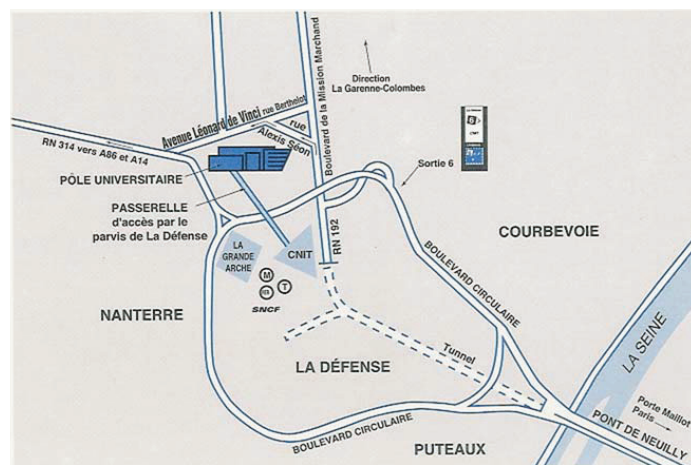 Direction
La Garenne-Colombes
Boulevard de la Mission Marchand
Avenue Léonard de Vinci
rue Berthelot
rue
Alexis Séon
RN 314 vers A86 et A14
PÔLE UNIVERSITAIRE
Sortie 6
PASSERELLE
d'accès par le
parvis de La Défense
RN 192
COURBEVOIE
LA
GRANDE
ARCHE
CNIT
M
T
SNCF
BOULEVARD CIRCULAIRE
NANTERRE
LA SEINE
Tunnel
LA DÉFENSE
Porte Maillot
Paris
PONT DE NEUILLY
BOULEVARD CIRCULAIRE
PUTEAUX